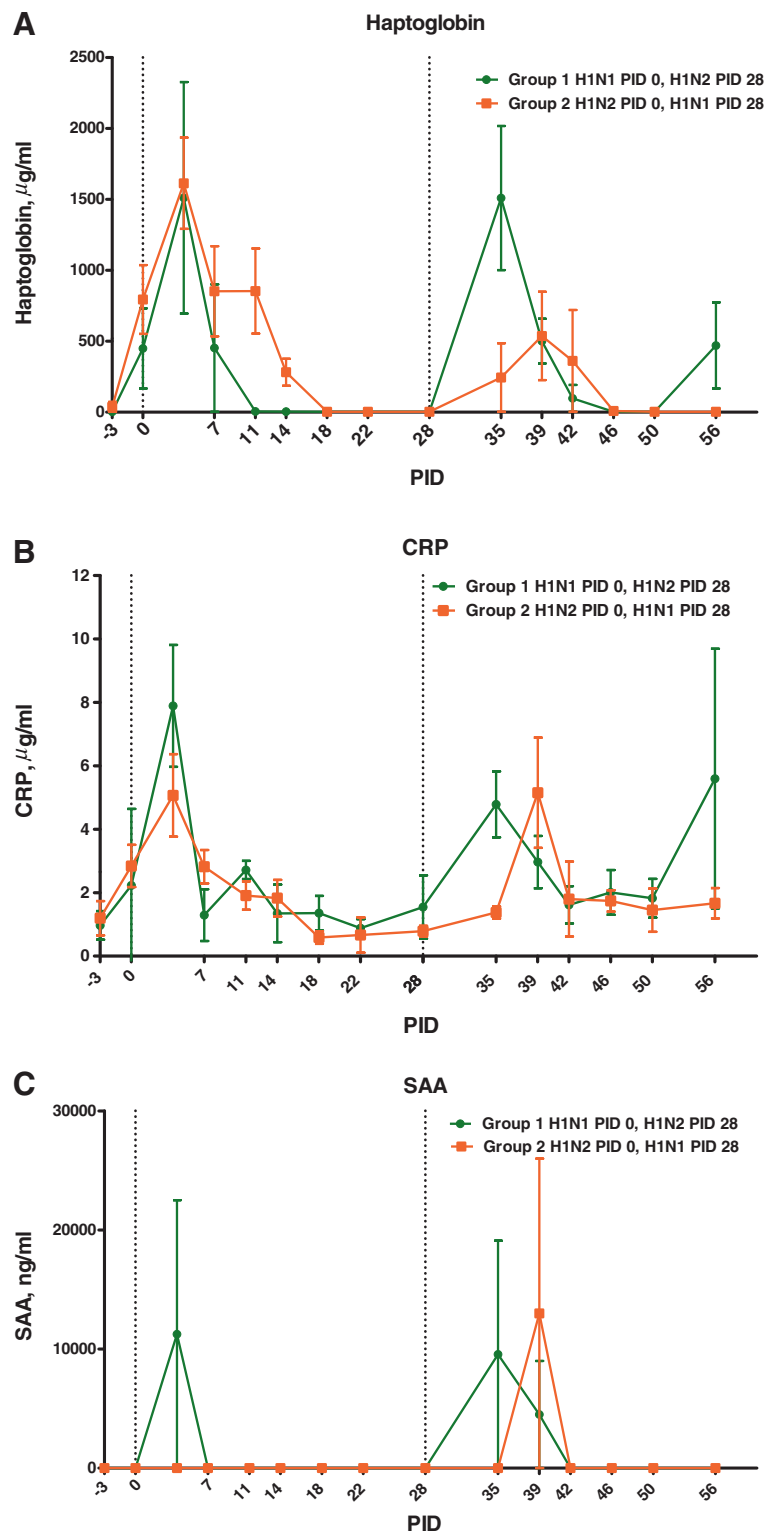 A
Haptoglobin
Group 1 H1N1 PID 0, H1N2 PID 28
Group 2 H1N2 PID 0, H1N1 PID 28
2500
2000
1500
1000
500
0
Haptoglobin, μg/ml
-3 0 7 11 14 18 22 28 35 39 42 46 50 56
PID
B
CRP
Group 1 H1N1 PID 0, H1N2 PID 28
Group 2 H1N2 PID 0, H1N1 PID 28
12
10
8
6
4
2
0
CRP, μg/ml
-3 0 7 11 14 18 22 28 35 39 42 46 50 56
PID
C
SAA
Group 1 H1N1 PID 0, H1N2 PID 28
Group 2 H1N2 PID 0, H1N1 PID 28
30000
20000
10000
0
SAA, ng/ml
-3 0 7 11 14 18 22 28 35 39 42 46 50 56
PID